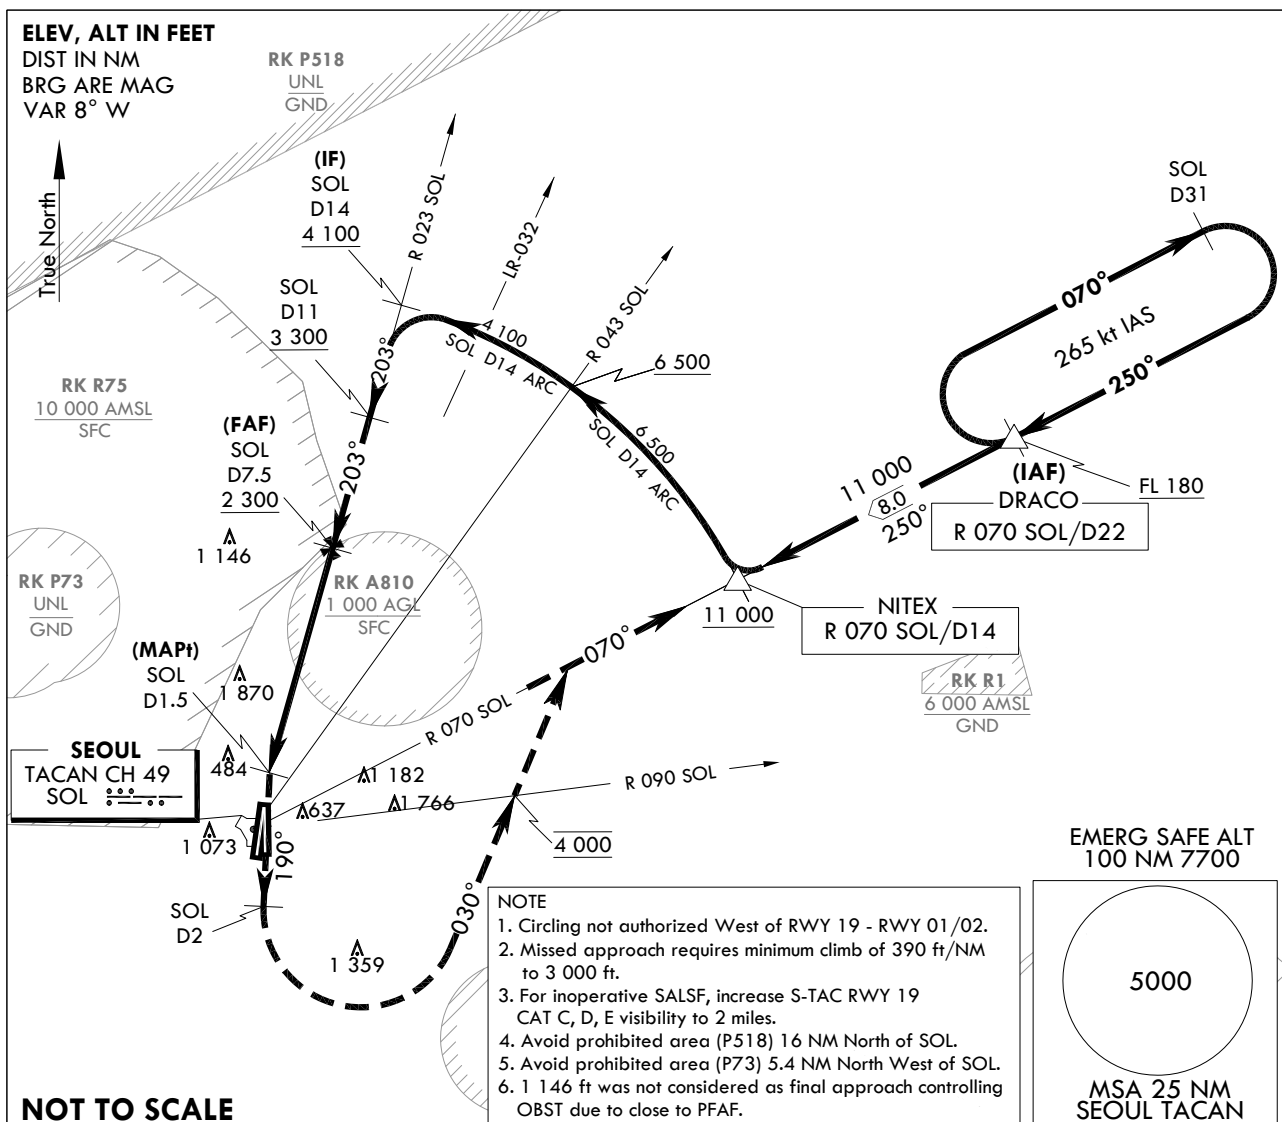 ELEV, ALT IN FEET
DIST IN NM
BRG ARE MAG
VAR 8° W
True North
RK P518
UNL
GND
(IF)
SOL
D14
4 100
R 023 SOL
LR-032
R 043 SOL
SOL
D31
070°
265 kt IAS
250°
SOL
D11
3 300
203°
4 100
SOL D14 ARC
6 500
RK R75
10 000 AMSL
SFC
(FAF)
SOL
D7.5
2 300
203°
6 500
SOL D14 ARC
11 000
8.0
250°
(IAF)
DRACO
R 070 SOL/D22
FL 180
1 146
RK P73
UNL
GND
RK A810
1 000 AGL
SFC
11 000
NITEX
R 070 SOL/D14
(MAPt)
SOL
D1.5
1 870
070°
R 070 SOL
RK R1
6 000 AMSL
GND
SEOUL
TACAN CH 49
SOL
484
1 182
637
1 766
R 090 SOL
1 073
190°
4 000
SOL
D2
030°
1 359
EMERG SAFE ALT
100 NM 7700
5000
MSA 25 NM
SEOUL TACAN
NOTE
1. Circling not authorized West of RWY 19 - RWY 01/02.
2. Missed approach requires minimum climb of 390 ft/NM
to 3 000 ft.
3. For inoperative SALSF, increase S-TAC RWY 19
CAT C, D, E visibility to 2 miles.
4. Avoid prohibited area (P518) 16 NM North of SOL.
5. Avoid prohibited area (P73) 5.4 NM North West of SOL.
6. 1 146 ft was not considered as final approach controlling
OBST due to close to PFAF.
NOT TO SCALE